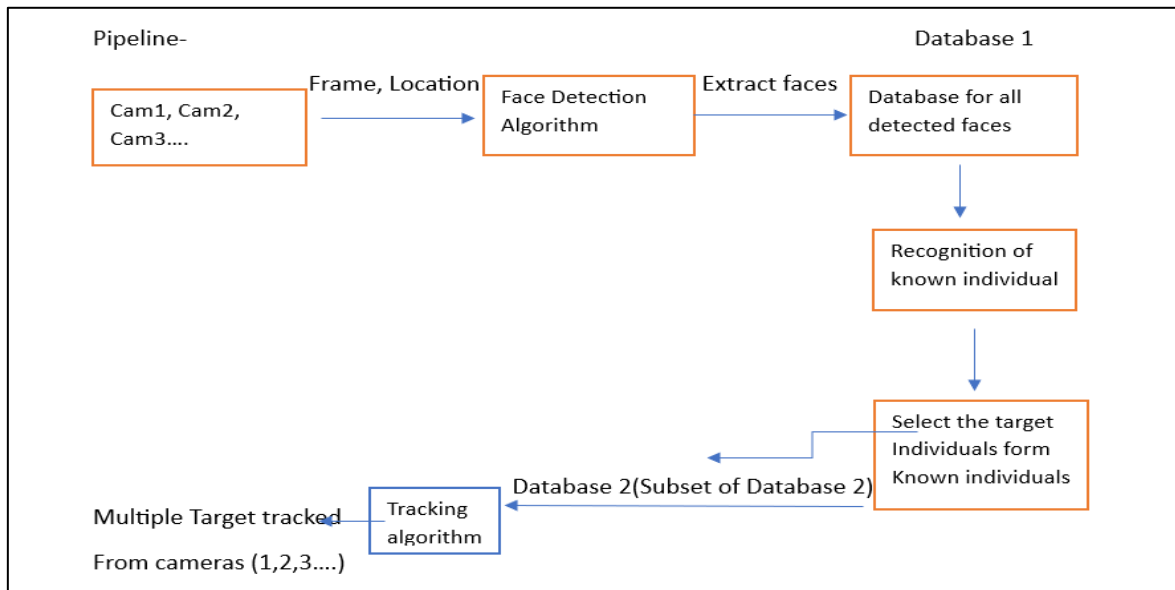 Pipeline-
Database 1
Frame, Location
Extract faces
Cam1, Cam2,
Cam3....
Face Detection
Algorithm
Database for all
detected faces
Recognition of
known individual
Select the target
Individuals form
Known individuals
Database 2(Subset of Database 2)
Tracking
algorithm
Multiple Target tracked
From cameras (1,2,3....)